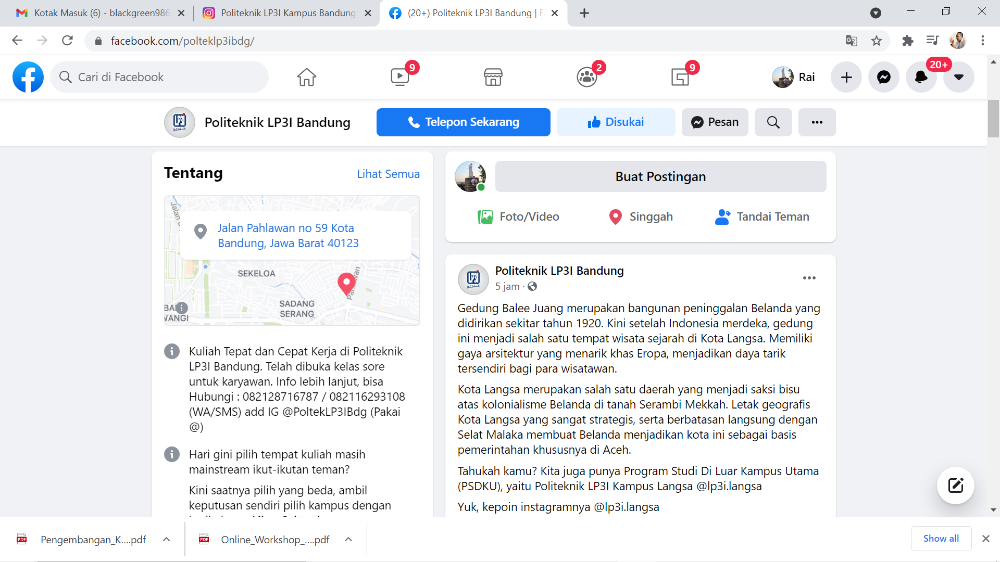 Kotak Masuk (6) - blackgreen986
Politeknik LP3I Kampus Bandung
(20+) Politeknik LP3I Bandung | F
facebook.com/polteklp3ibdg/
Cari di Facebook
9
2
9
Rai
20+
LP3I
Politeknik
Politeknik LP3I Bandung
Telepon Sekarang
Disukai
Pesan
Tentang
Lihat Semua
Jalan Pahlawan no 59 Kota
Bandung, Jawa Barat 40123
Jalan
SEKELOA
SADANG
SERANG
WANGI
Kuliah Tepat dan Cepat Kerja di Politeknik
LP3I Bandung. Telah dibuka kelas sore
untuk karyawan. Info lebih lanjut, bisa
Hubungi : 082128716787 / 082116293108
(WA/SMS) add IG @PoltekLP3IBdg (Pakai
@)
Hari gini pilih tempat kuliah masih
mainstream ikut-ikutan teman?
Kini saatnya pilih yang beda, ambil
keputusan sendiri pilih kampus dengan
Buat Postingan
Foto/Video
Singgah
Tandai Teman
LP3I
Politeknik
Politeknik LP3I Bandung
5 jam ·
Gedung Balee Juang merupakan bangunan peninggalan Belanda yang
didirikan sekitar tahun 1920. Kini setelah Indonesia merdeka, gedung
ini menjadi salah satu tempat wisata sejarah di Kota Langsa. Memiliki
gaya arsitektur yang menarik khas Eropa, menjadikan daya tarik
tersendiri bagi para wisatawan.
Kota Langsa merupakan salah satu daerah yang menjadi saksi bisu
atas kolonialisme Belanda di tanah Serambi Mekkah. Letak geografis
Kota Langsa yang sangat strategis, serta berbatasan langsung dengan
Selat Malaka membuat Belanda menjadikan kota ini sebagai basis
pemerintahan khususnya di Aceh.
Tahukah kamu? Kita juga punya Program Studi Di Luar Kampus Utama
(PSDKU), yaitu Politeknik LP3I Kampus Langsa @lp3i.langsa
Yuk, kepoin instagramnya @lp3i.langsa
PDF
Pengembangan_K....pdf
PDF
Online_Workshop_....pdf
Show all